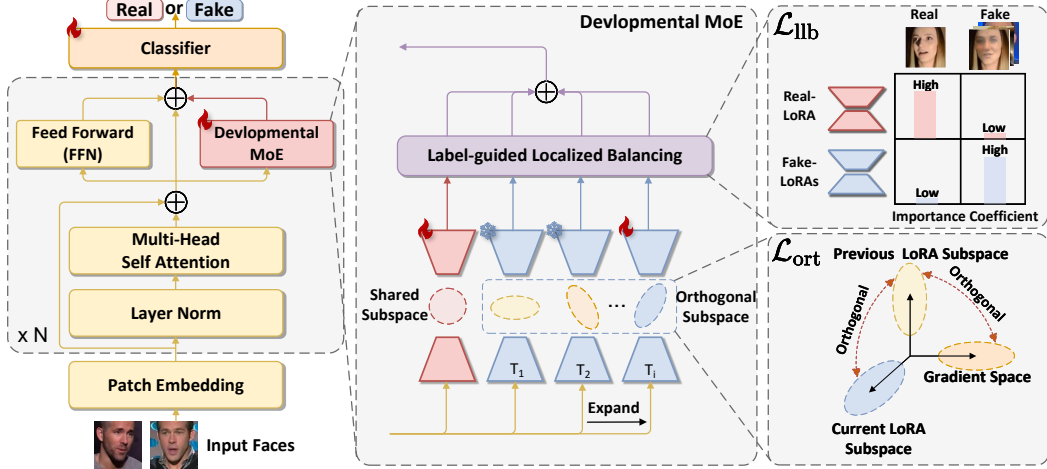 Real or Fake
Classifier
Feed Forward
(FFN)
Devlopmental
MoE
Multi-Head
Self Attention
Layer Norm
x N
Patch Embedding
Input Faces
Devlopmental MoE
Label-guided Localized Balancing
Shared
Subspace
...
Orthogonal
Subspace
T1
T2
Ti
Expand
ℒllb
Real
Fake
Real-
LoRA
High
Low
Fake-
LoRAs
Low
High
Importance Coefficient
ℒort
Previous LoRA Subspace
Orthogonal
Orthogonal
Gradient Space
Current LoRA
Subspace